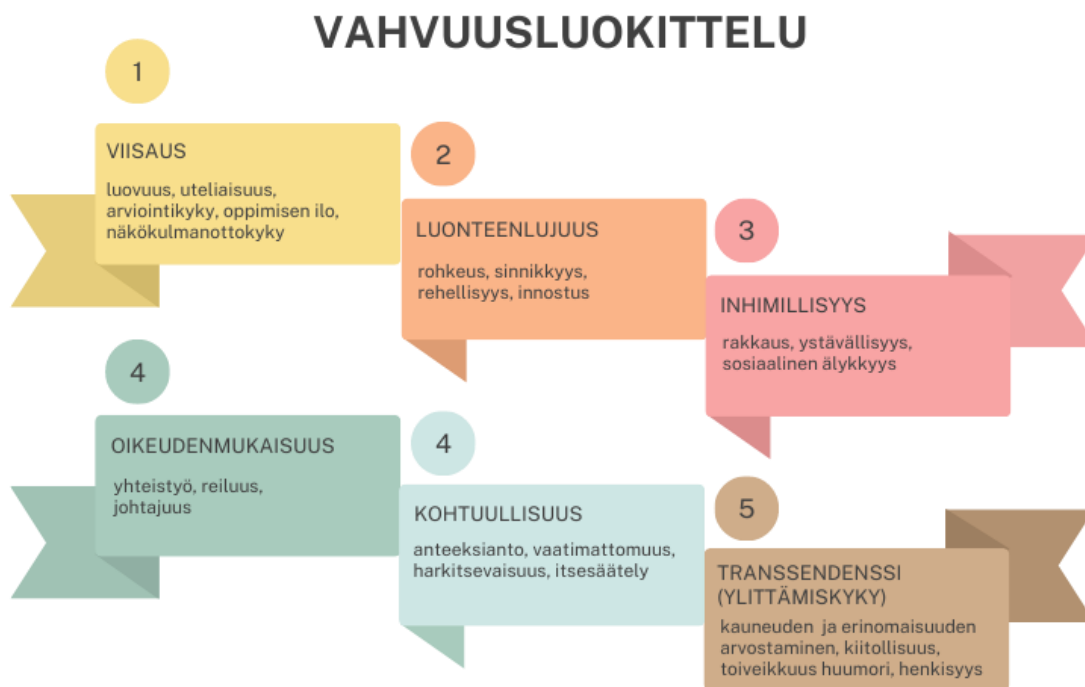 VAHVUUSLUOKITTELU
1
VIISAUS
luovuus, uteliaisuus,
arviointikyky, oppimisen ilo,
näkökulmanottokyky
2
LUONTEENLUJUUS
rohkeus, sinnikkyys,
rehellisyys, innostus
3
INHIMILLISYYS
rakkaus, ystävällisyys,
sosiaalinen älykkyys
4
OIKEUDENMUKAISUUS
yhteistyö, reiluus,
johtajuus
4
KOHTUULLISUUS
anteeksianto, vaatimattomuus,
harkitsevaisuus, itsesäätely
5
TRANSSENDENSSI
(YLITTÄMISKYKY)
kauneuden ja erinomaisuuden
arvostaminen, kiitollisuus,
toiveikkuus huumori, henkisyys